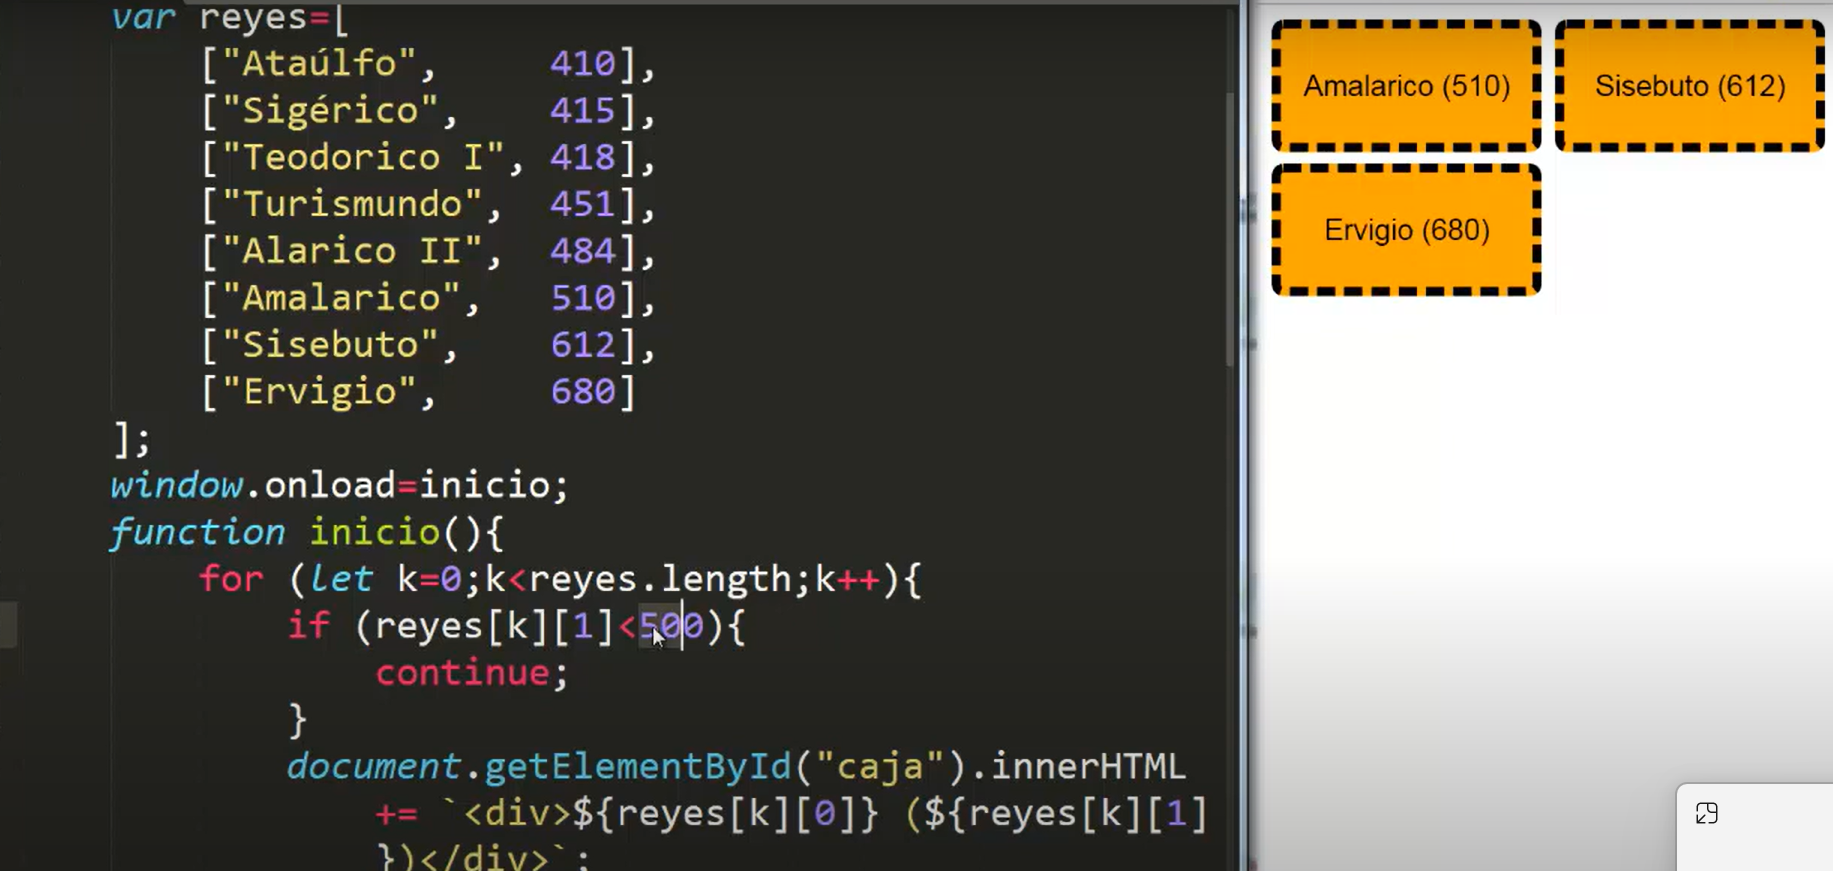 var reyes=[
["Ataúlfo", 410],
["Sigérico", 415],
["Teodorico I", 418],
["Turismundo", 451],
["Alarico II", 484],
["Amalarico", 510],
["Sisebuto", 612],
["Ervigio", 680]
];
window.onload=inicio;
function inicio(){
for (let k=0;k<reyes.length;k++){
if (reyes[k][1]<500){
continue;
}
document.getElementById("caja").innerHTML
+= `<div>${reyes[k][0]} (${reyes[k][1]
})</div>`;
Amalarico (510)
Sisebuto (612)
Ervigio (680)